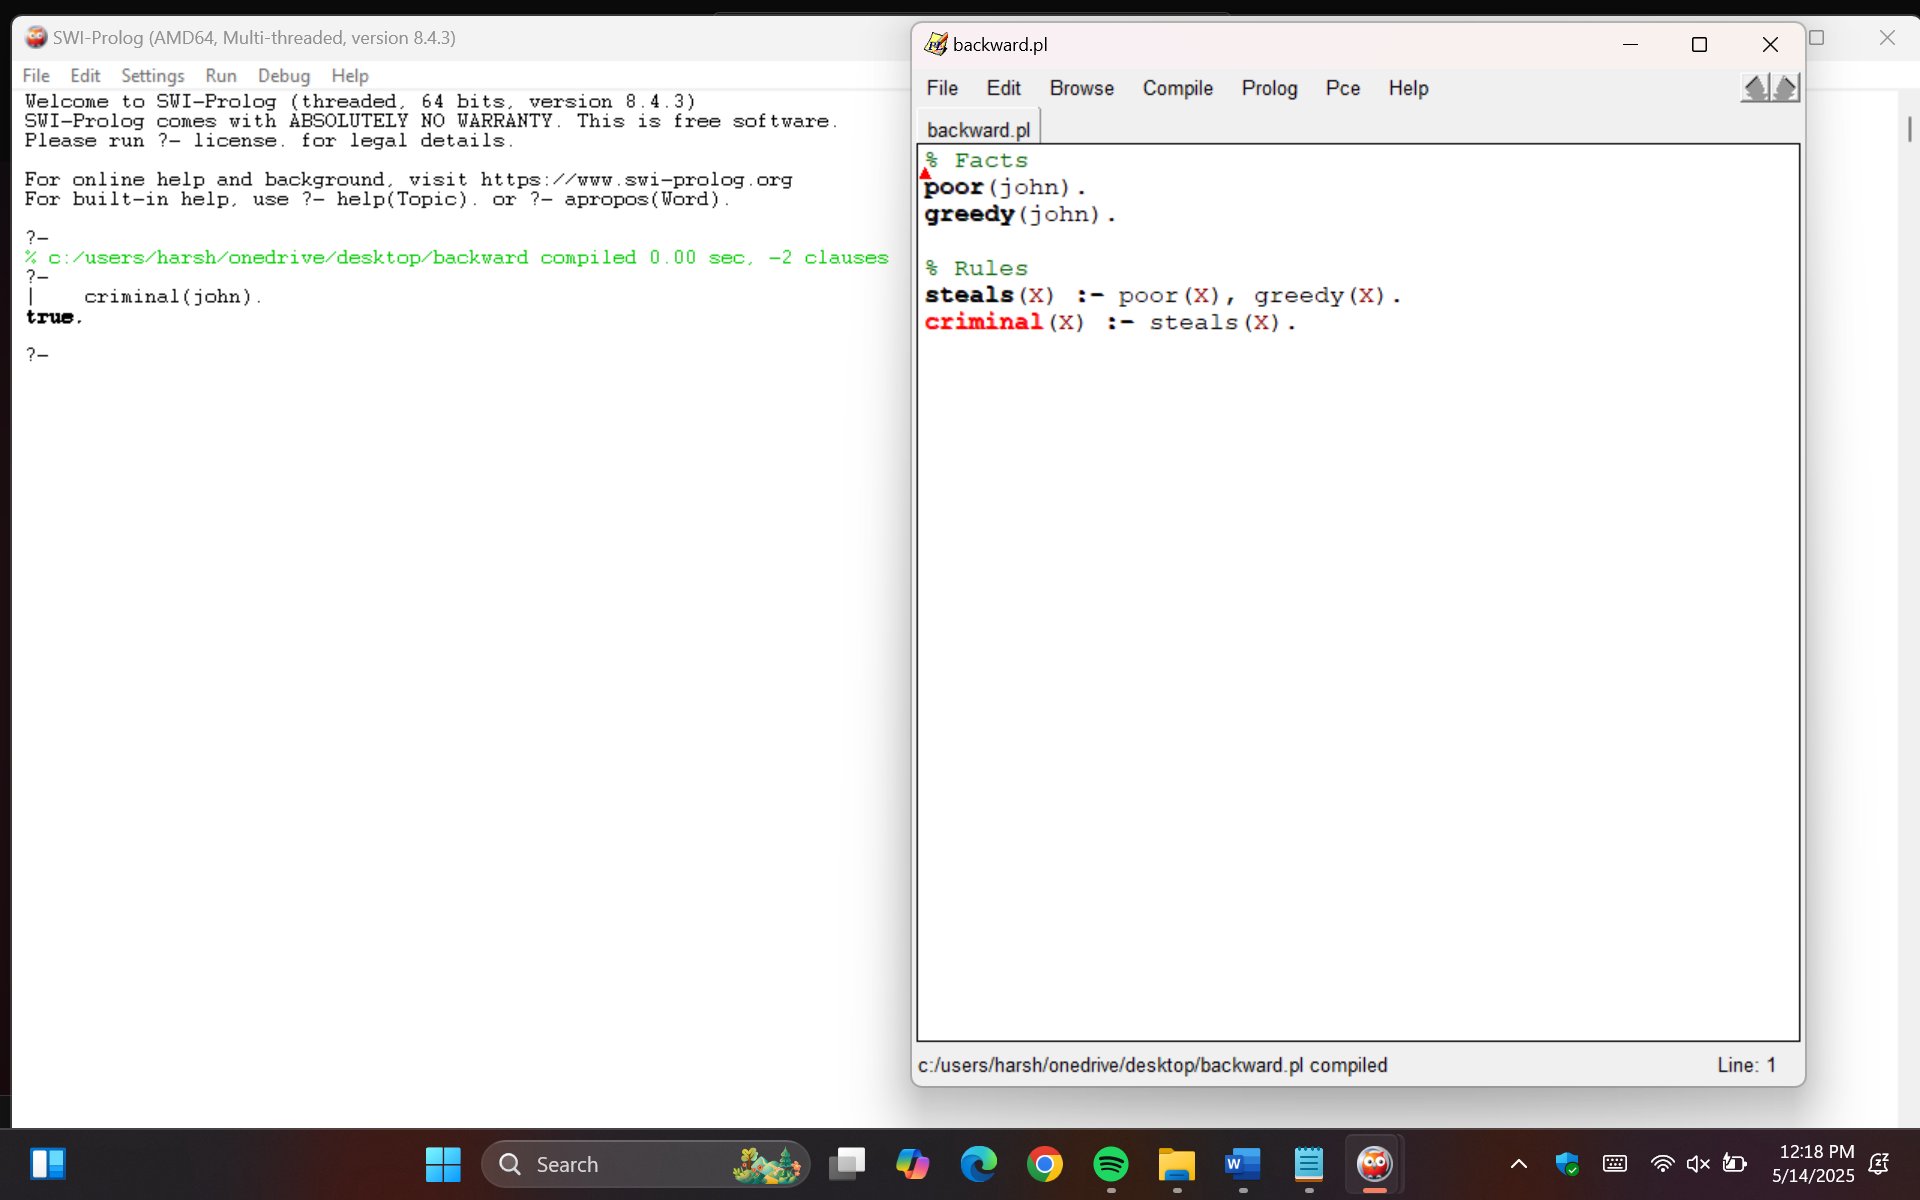 SWI-Prolog (AMD64, Multi-threaded, version 8.4.3)
File Edit Settings Run Debug Help
Welcome to SWI-Prolog (threaded, 64 bits, version 8.4.3)
SWI-Prolog comes with ABSOLUTELY NO WARRANTY. This is free software.
Please run ?- license. for legal details.
For online help and background, visit https://www.swi-prolog.org
For built-in help, use ?- help(Topic). or ?- apropos(Word).
?-
% c:/users/harsh/onedrive/desktop/backward compiled 0.00 sec, -2 clauses
?-
| criminal(john).
true.
?-
backward.pl
File Edit Browse Compile Prolog Pce Help
backward.pl
% Facts
poor(john).
greedy(john).
% Rules
steals(X) :- poor(X), greedy(X).
criminal(X) :- steals(X).
c:/users/harsh/onedrive/desktop/backward.pl compiled Line: 1
Search
12:18 PM
5/14/2025